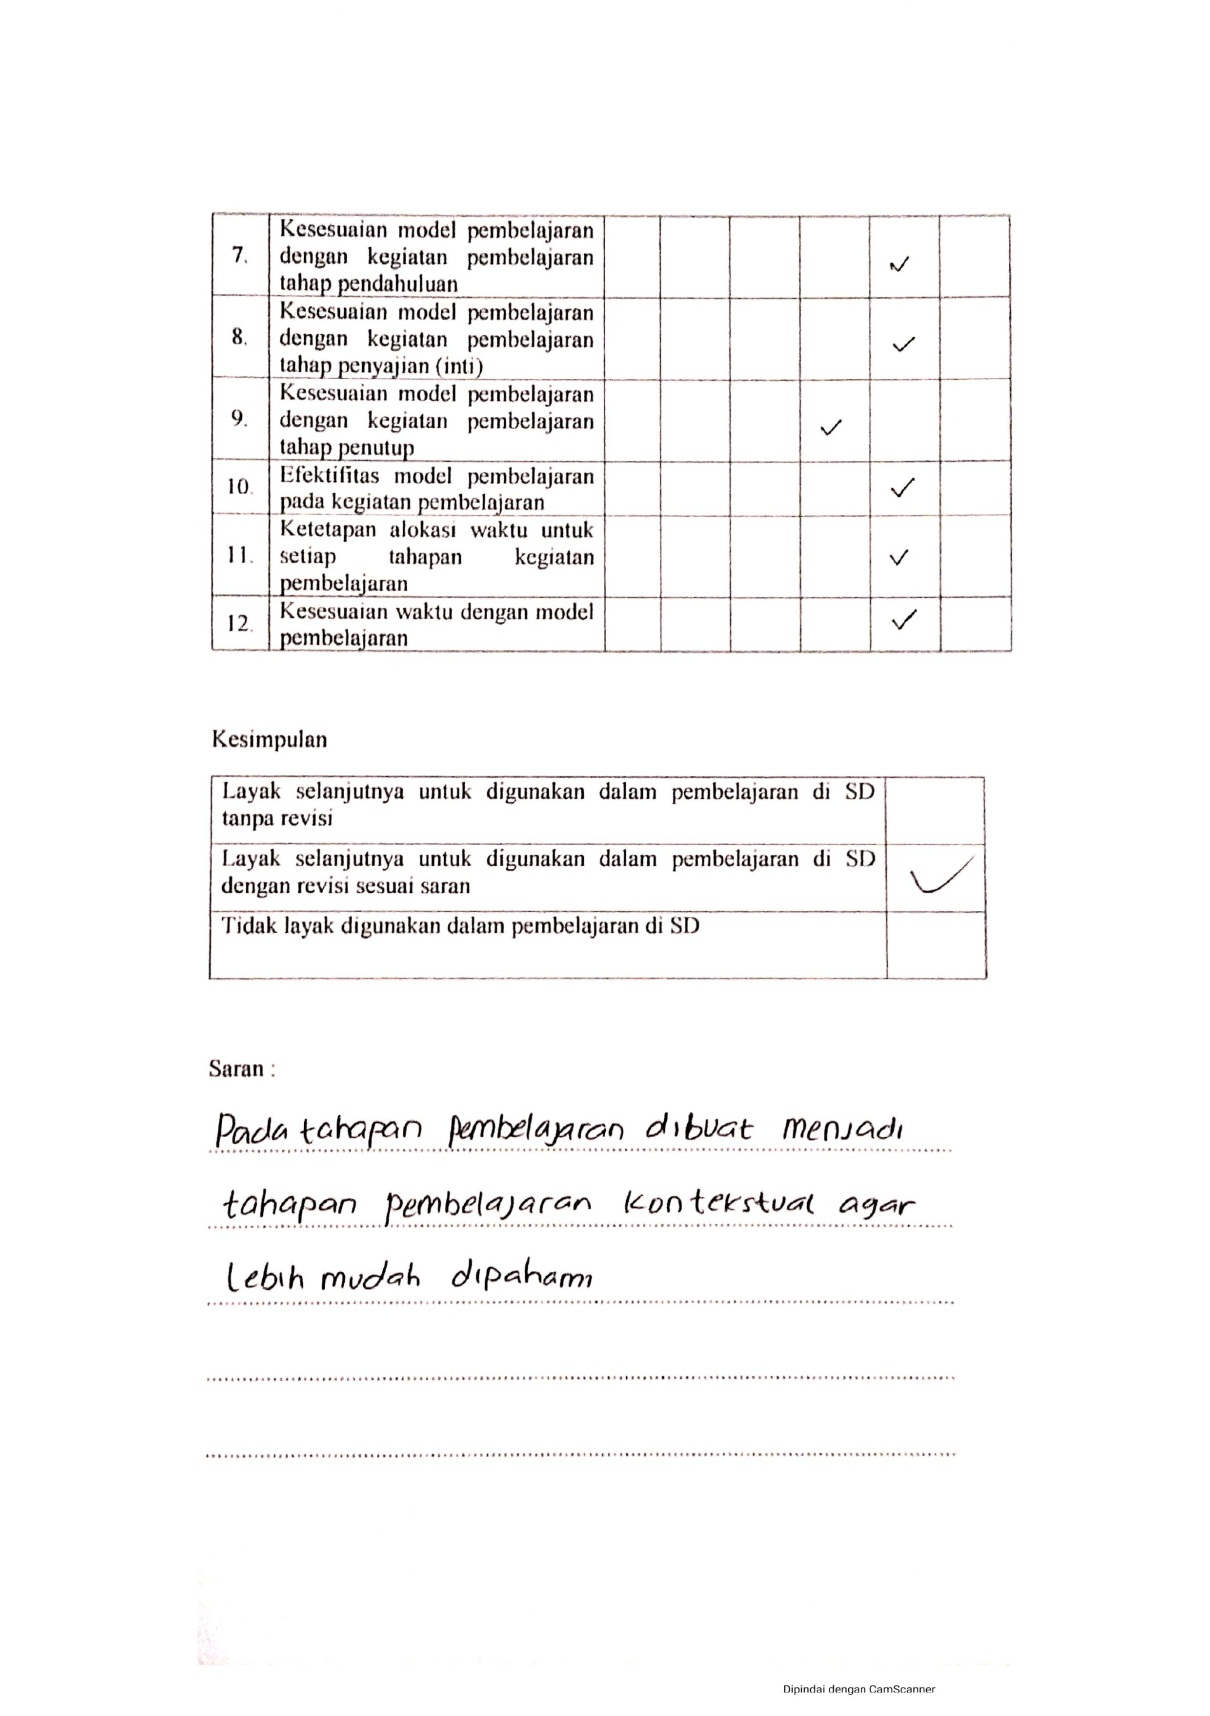 7. Kesesuaian model pembelajaran
dengan kegiatan pembelajaran
tahap pendahuluan
✓
8. Kesesuaian model pembelajaran
dengan kegiatan pembelajaran
tahap penyajian (inti)
✓
9. Kesesuaian model pembelajaran
dengan kegiatan pembelajaran
tahap penutup
✓
10. Efektifitas model pembelajaran
pada kegiatan pembelajaran
✓
11. Ketetapan alokasi waktu untuk
setiap tahapan kegiatan
pembelajaran
✓
12. Kesesuaian waktu dengan model
pembelajaran
✓
Kesimpulan
Layak selanjutnya untuk digunakan dalam pembelajaran di SD
tanpa revisi
Layak selanjutnya untuk digunakan dalam pembelajaran di SD
dengan revisi sesuai saran
✓
Tidak layak digunakan dalam pembelajaran di SD
Saran :
Pada tahapan pembelajaran dibuat menjadi
tahapan pembelajaran kontekstual agar
lebih mudah dipahami
Dipindai dengan CamScanner